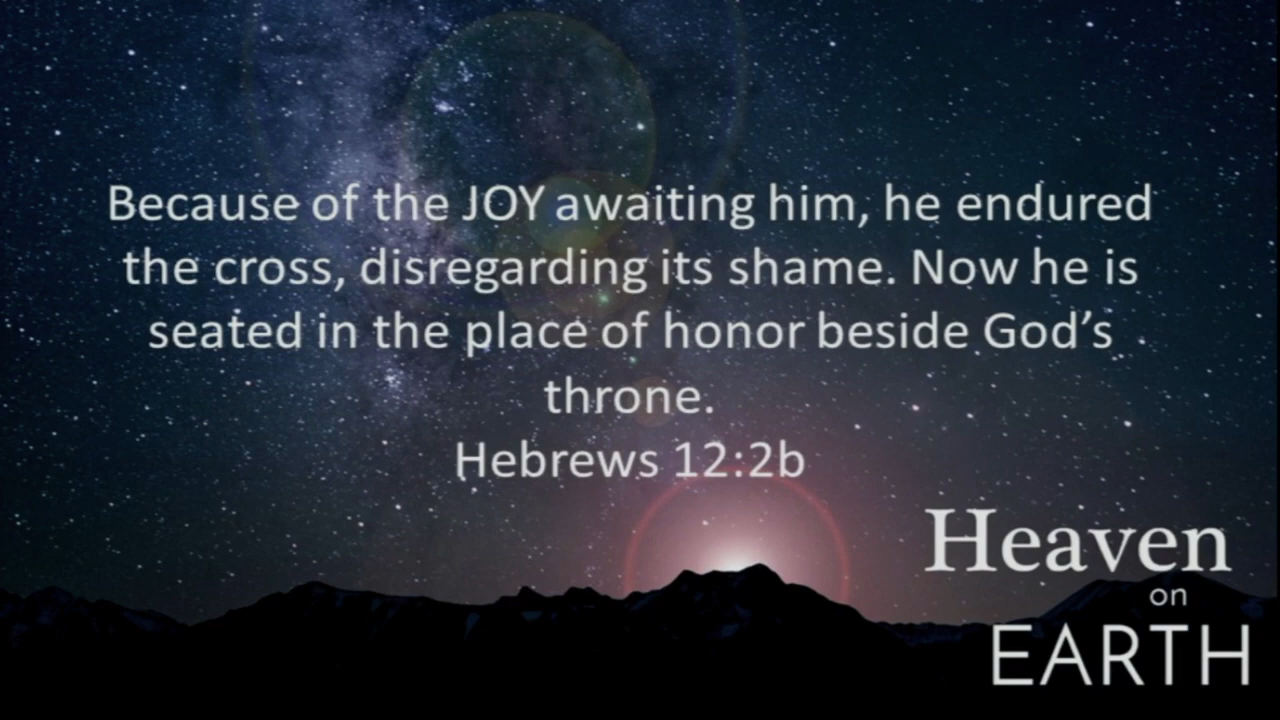 Because of the JOY awaiting him, he endured
the cross, disregarding its shame. Now he is
seated in the place of honor beside God’s
throne.
Hebrews 12:2b
Heaven
on
EARTH